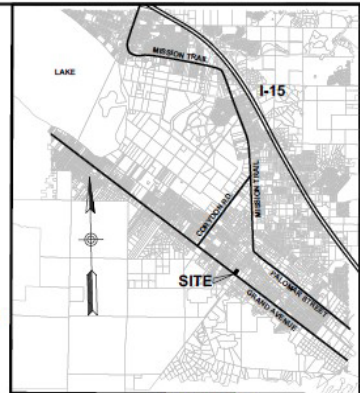 MISSION TRAIL
LAKE
I-15
MISSION TRAIL
CORYDON RD
SITE
PALOMAR STREET
GRAND AVENUE